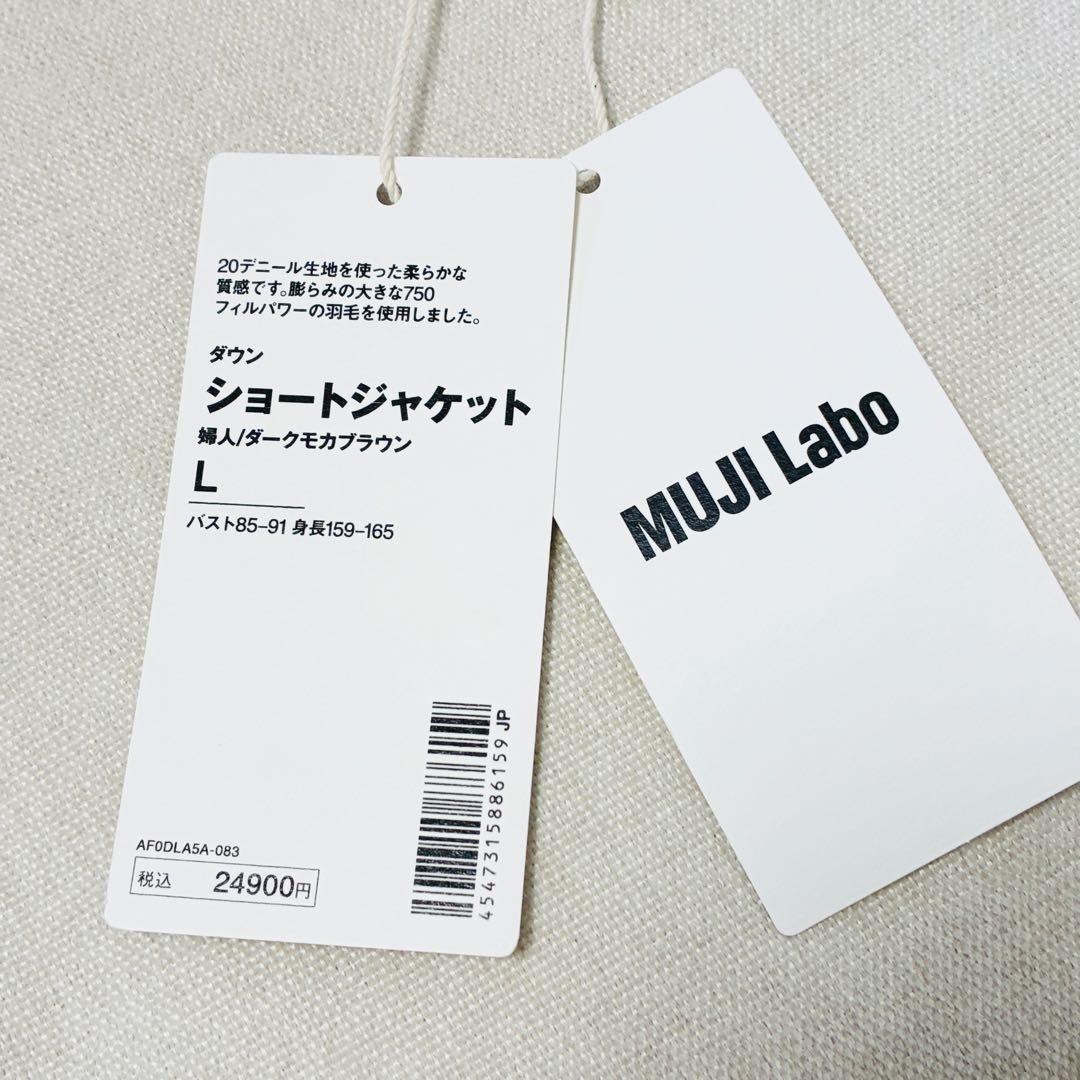 20デニール生地を使った柔らかな
質感です。膨らみの大きな750
フィルパワーの羽毛を使用しました。
ダウン
ショートジャケット
婦人/ダークモカブラウン
L
バスト85-91 身長159-165
4547315886159 JP
AF0DLA5A-083
税込 24900円
MUJI Labo